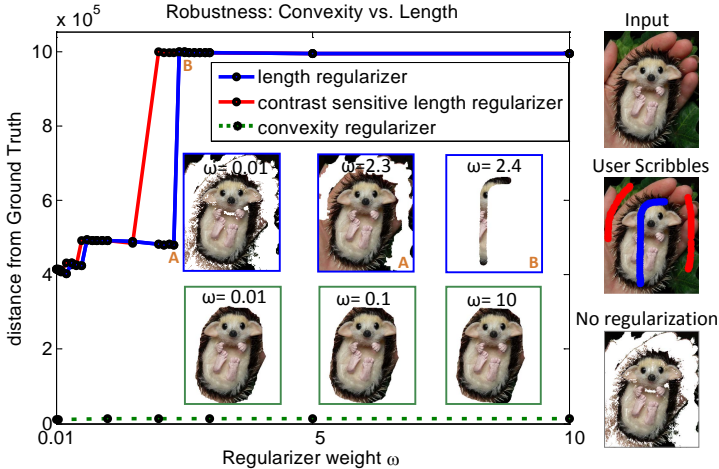 Robustness: Convexity vs. Length
x 10⁵
10
8
6
4
2
0
distance from Ground Truth
0.01
5
10
Regularizer weight ω
length regularizer
contrast sensitive length regularizer
convexity regularizer
B
A
ω= 0.01
ω=2.3
A
ω= 2.4
B
ω= 0.01
ω= 0.1
ω= 10
Input
User Scribbles
No regularization